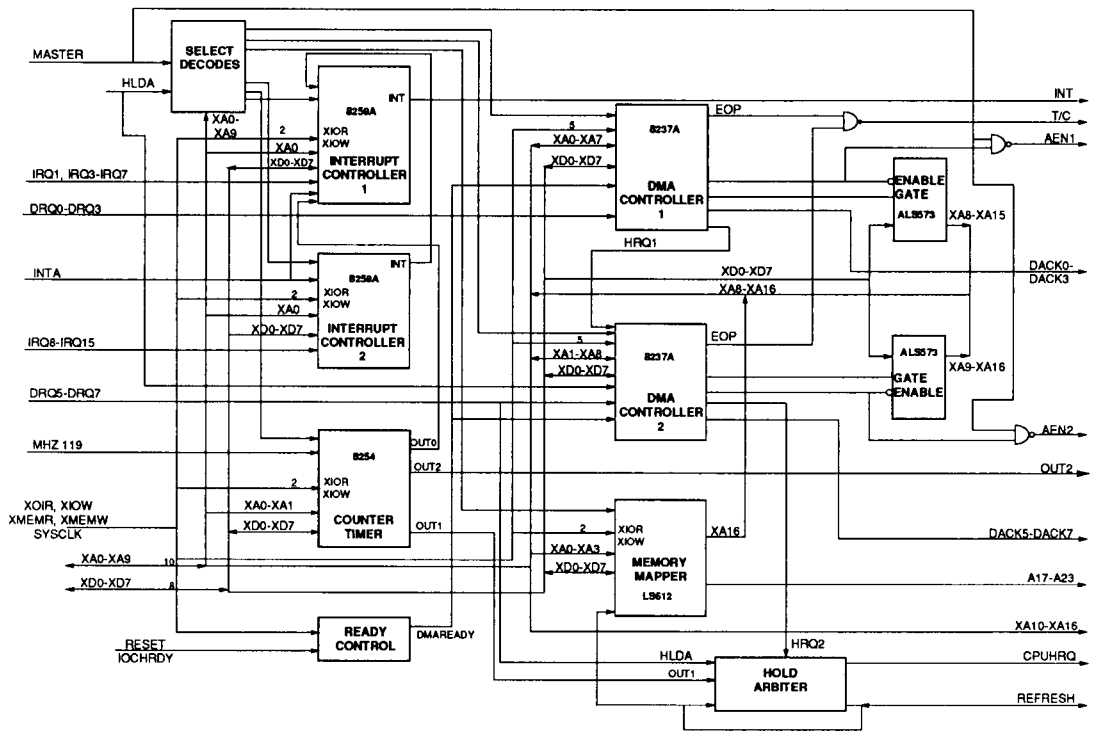 MASTER
HLDA
SELECT
DECODES
XA0-
XA9
2
XIOR
XIOW
XA0
XD0-XD7
8259A
INT
INTERRUPT
CONTROLLER
1
IRQ1, IRQ3-IRQ7
DRQ0-DRQ3
INTA
IRQ8-IRQ15
8259A
INT
2
XIOR
XIOW
XA0
XD0-XD7
INTERRUPT
CONTROLLER
2
DRQ5-DRQ7
MHZ 119
8254
OUT0
OUT2
2
XIOR
XIOW
XA0-XA1
XD0-XD7
COUNTER
TIMER
OUT1
XOIR, XIOW
XMEMR, XMEMW
SYSCLK
XA0-XA9
10
XD0-XD7
8
RESET
IOCHRDY
READY
CONTROL
DMAREADY
8237A
EOP
5
XA0-XA7
XD0-XD7
DMA
CONTROLLER
1
HRQ1
XD0-XD7
XA8-XA16
8237A
EOP
5
XA1-XA8
XD0-XD7
DMA
CONTROLLER
2
2
XIOR
XIOW
XA0-XA3
XD0-XD7
MEMORY
MAPPER
LS612
XA16
HRQ2
HLDA
OUT1
HOLD
ARBITER
ENABLE
GATE
ALS573
XA8-XA15
ALS573
GATE
ENABLE
XA9-XA16
INT
T/C
AEN1
DACK0-
DACK3
AEN2
OUT2
DACK5-DACK7
A17-A23
XA10-XA16
CPUHRQ
REFRESH